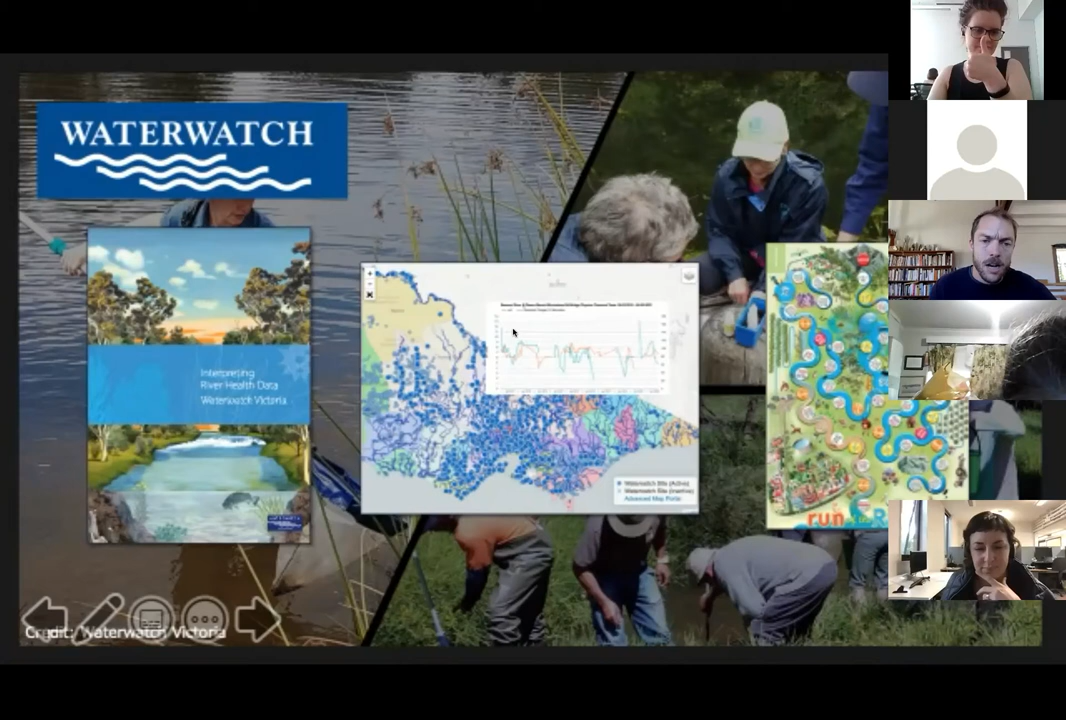 WATERWATCH
Interpreting
River Health Data
Waterwatch Victoria
Waterwatch Site (Active)
Waterwatch Site (Inactive)
Advanced Map Portal
run
Credit: Waterwatch Victoria